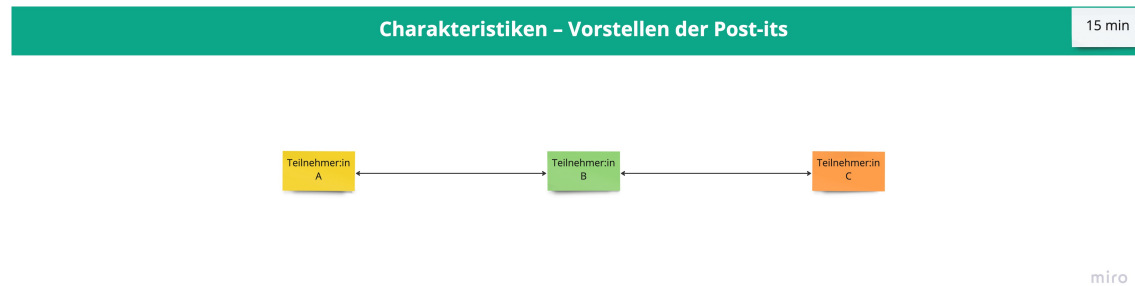 Charakteristiken – Vorstellen der Post-its
15 min
Teilnehmer:in
A
Teilnehmer:in
B
Teilnehmer:in
C
miro